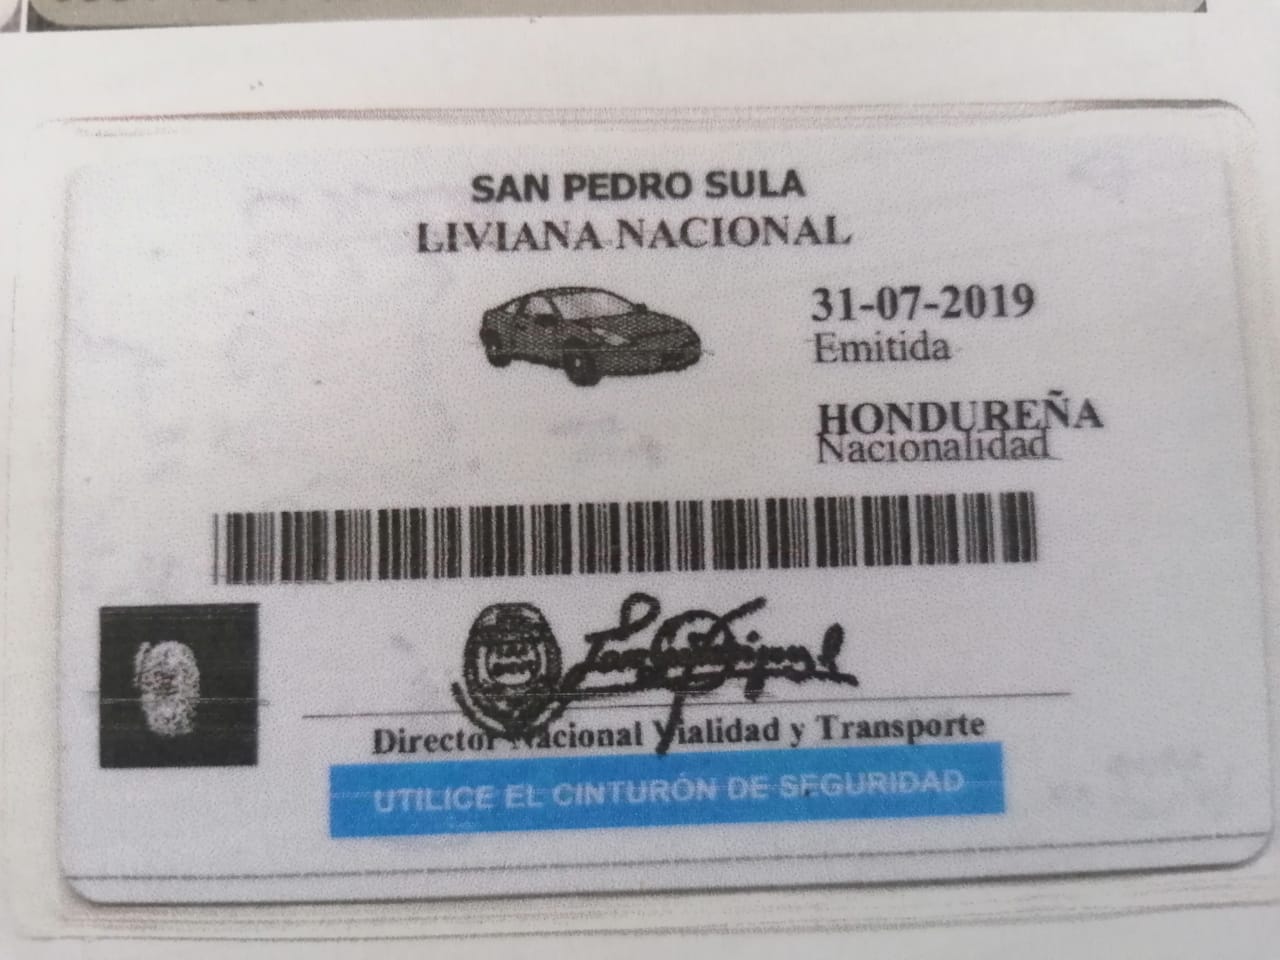 SAN PEDRO SULA
LIVIANA NACIONAL
31-07-2019
Emitida
HONDUREÑA
Nacionalidad
Director Nacional Vialidad y Transporte
UTILICE EL CINTURÓN DE SEGURIDAD